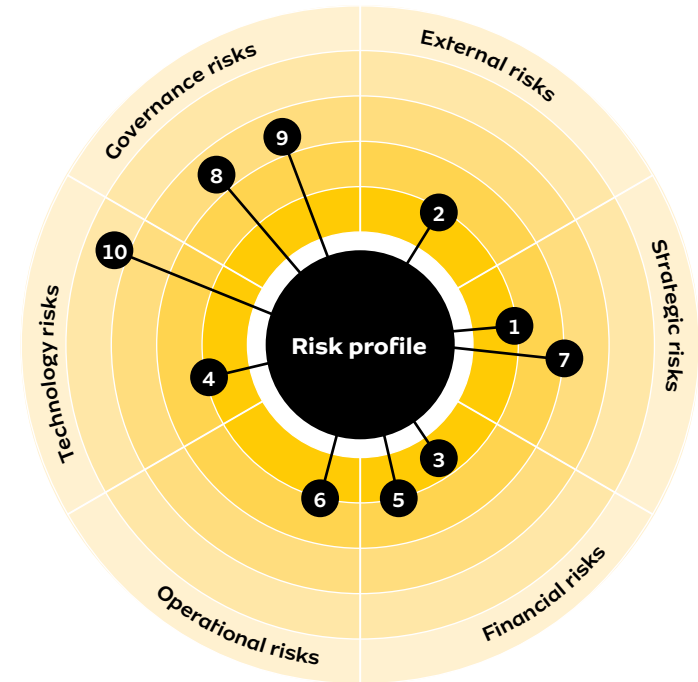 External risks
Governance risks
9
8
2
10
Strategic risks
1
Risk profile
7
Technology risks
4
3
6
5
Financial risks
Operational risks